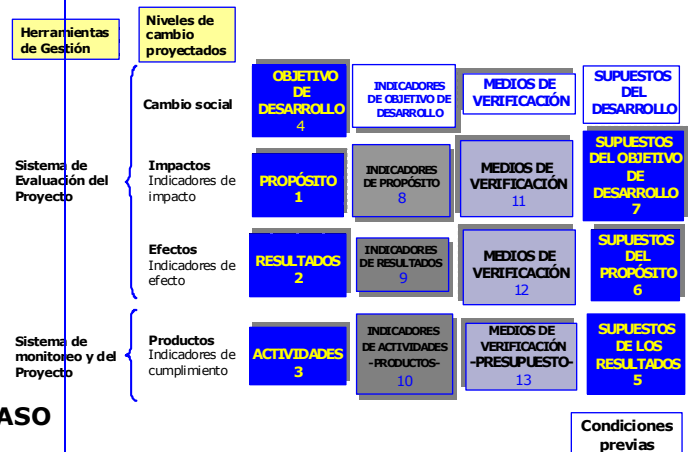 Herramientas
de Gestión
Niveles de
cambio
proyectados
Cambio social
OBJETIVO
DE
DESARROLLO
4
INDICADORES
DE OBJETIVO DE
DESARROLLO
MEDIOS DE
VERIFICACIÓN
SUPUESTOS
DEL
DESARROLLO
Sistema de
Evaluación del
Proyecto
Impactos
Indicadores de
impacto
PROPÓSITO
1
INDICADORES
DE PROPÓSITO
8
MEDIOS DE
VERIFICACIÓN
11
SUPUESTOS
DEL OBJETIVO
DE
DESARROLLO
7
Efectos
Indicadores de
efecto
RESULTADOS
2
INDICADORES
DE RESULTADOS
9
MEDIOS DE
VERIFICACIÓN
12
SUPUESTOS
DEL
PROPÓSITO
6
Sistema de
monitoreo y del
Proyecto
Productos
Indicadores de
cumplimiento
ACTIVIDADES
3
INDICADORES
DE ACTIVIDADES
-PRODUCTOS-
10
MEDIOS DE
VERIFICACIÓN
-PRESUPUESTO-
13
SUPUESTOS
DE LOS
RESULTADOS
5
ASO
Condiciones
previas